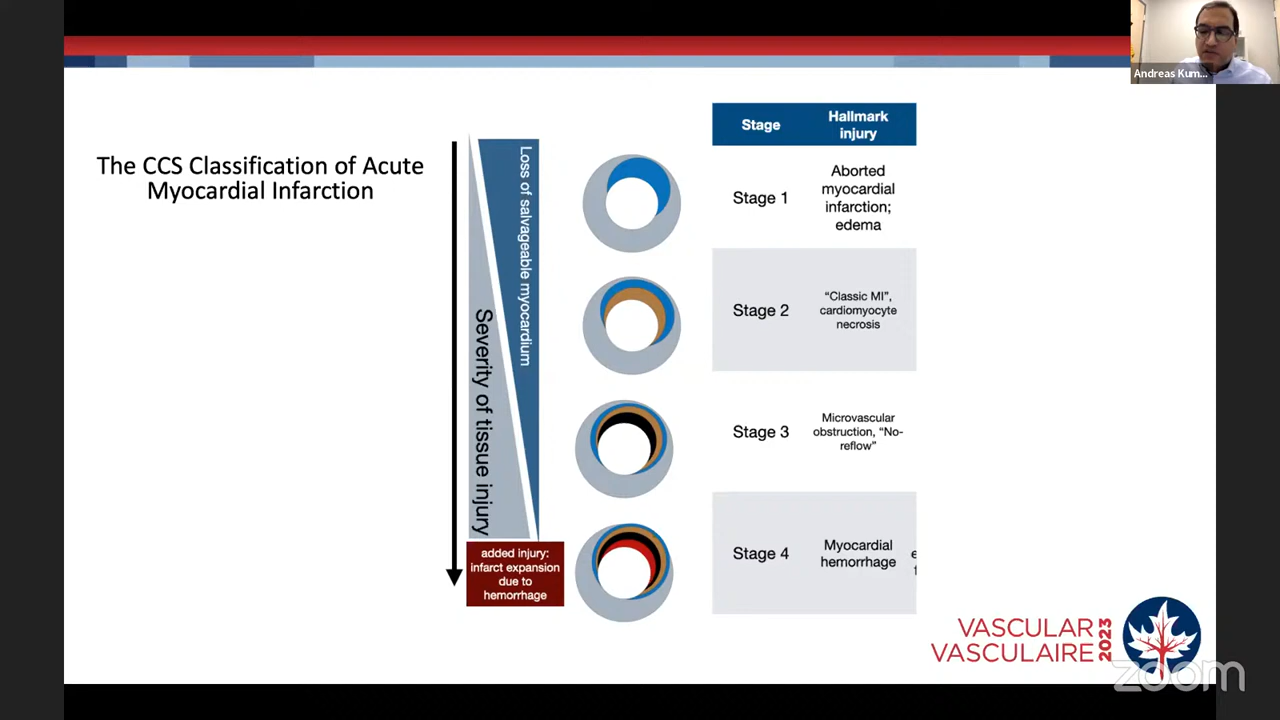 Andreas Kum...
The CCS Classification of Acute
Myocardial Infarction
Loss of salvageable myocardium
Severity of tissue injury
added injury:
infarct expansion
due to
hemorrhage
Stage
Hallmark
injury
Stage 1
Aborted
myocardial
infarction;
edema
Stage 2
“Classic MI”,
cardiomyocyte
necrosis
Stage 3
Microvascular
obstruction, “No-
reflow”
Stage 4
Myocardial
hemorrhage
VASCULAR
VASCULAIRE
2023
zoom